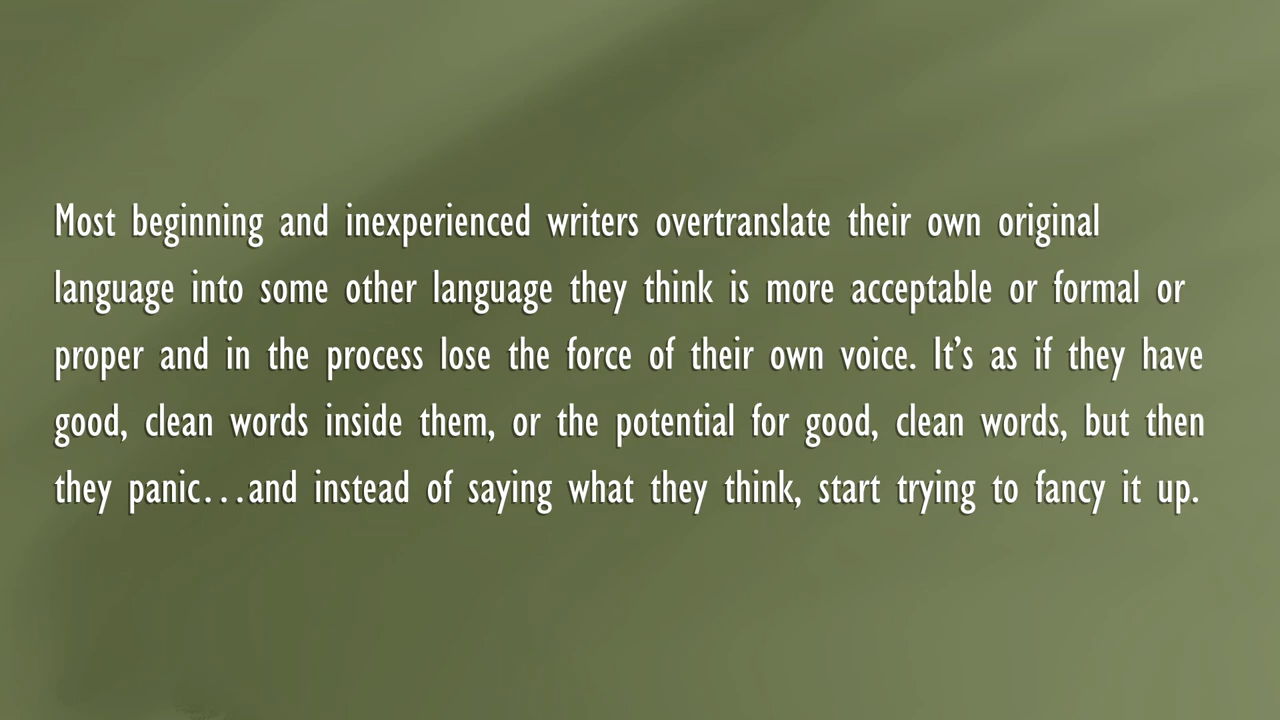 Most beginning and inexperienced writers overtranslate their own original
language into some other language they think is more acceptable or formal or
proper and in the process lose the force of their own voice. It’s as if they have
good, clean words inside them, or the potential for good, clean words, but then
they panic…and instead of saying what they think, start trying to fancy it up.